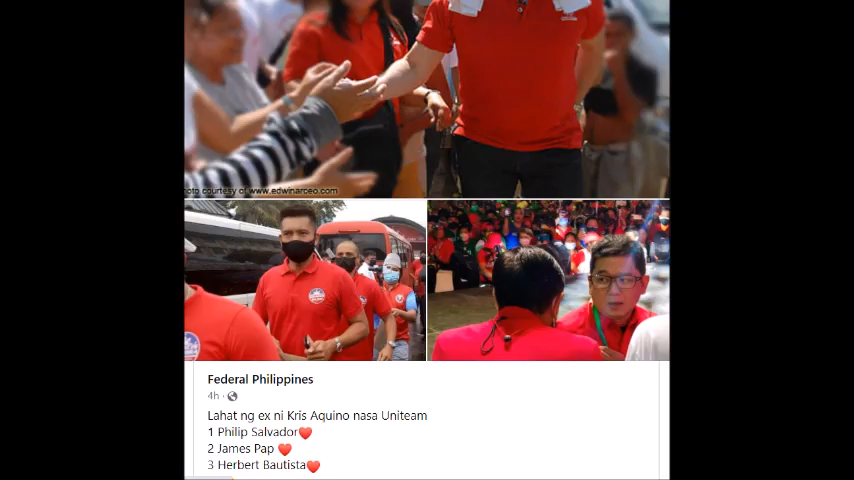 oto courtesy of www.edwinarceo.com
Federal Philippines
4h ·
Lahat ng ex ni Kris Aquino nasa Uniteam
1 Philip Salvador❤️
2 James Pap ❤️
3 Herbert Bautista❤️